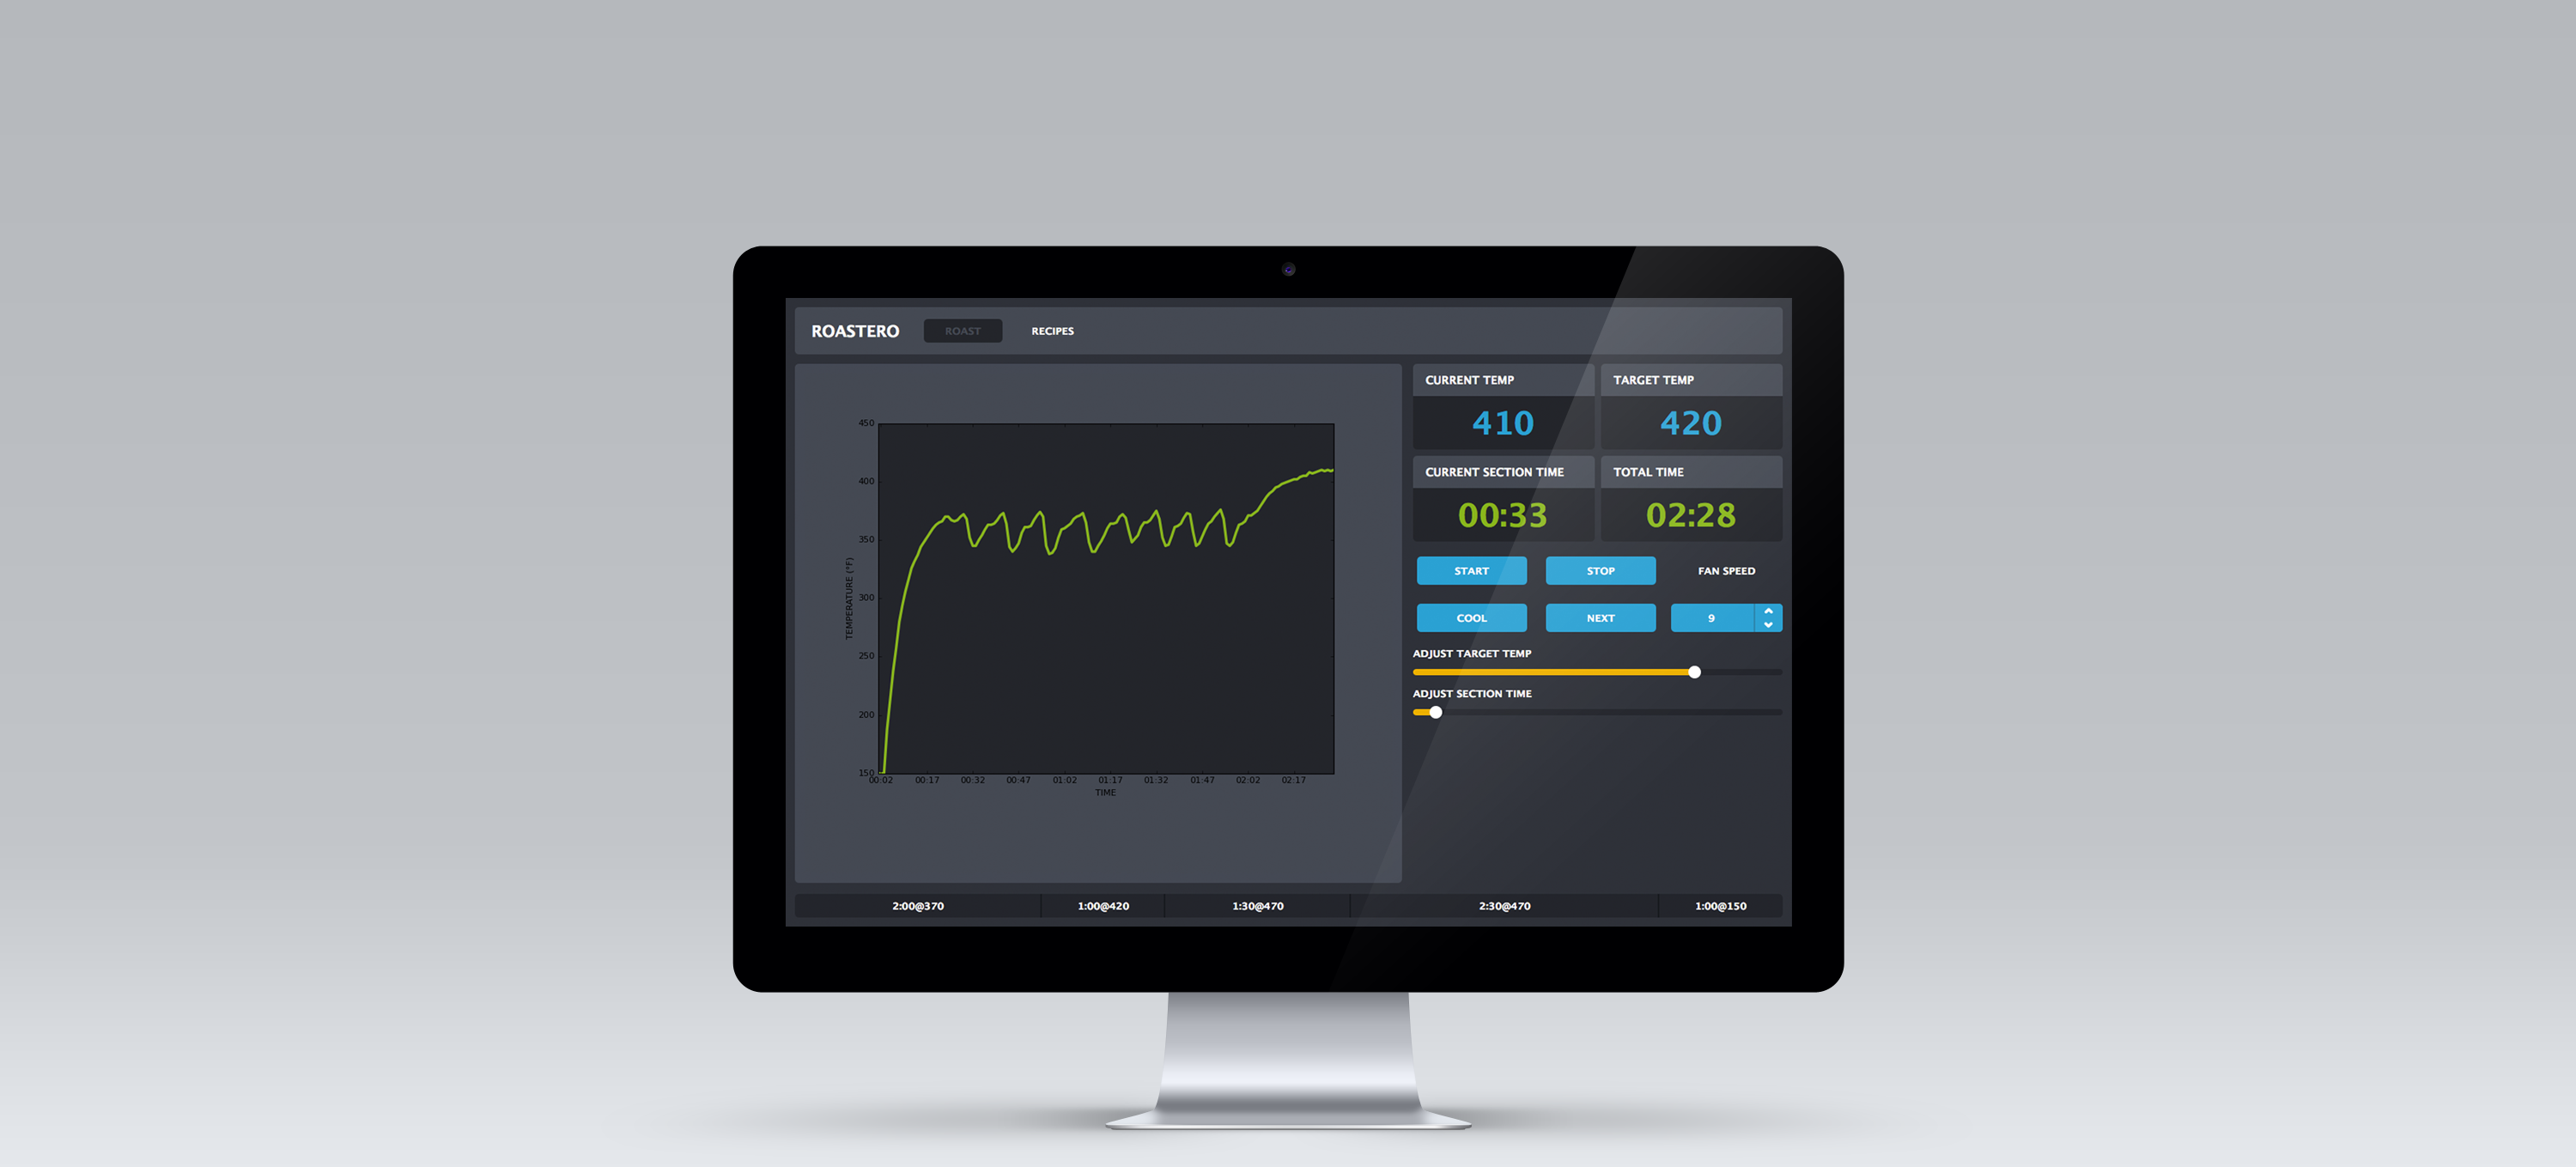 ROASTERO ROAST RECIPES
CURRENT TEMP TARGET TEMP
410 420
CURRENT SECTION TIME TOTAL TIME
00:33 02:28
START STOP FAN SPEED
COOL NEXT 9
ADJUST TARGET TEMP
ADJUST SECTION TIME
450
400
350
300
250
200
150
TEMPERATURE (°F)
00:02 00:17 00:32 00:47 01:02 01:17 01:32 01:47 02:02 02:17
TIME
2:00@370 1:00@420 1:30@470 2:30@470 1:00@150